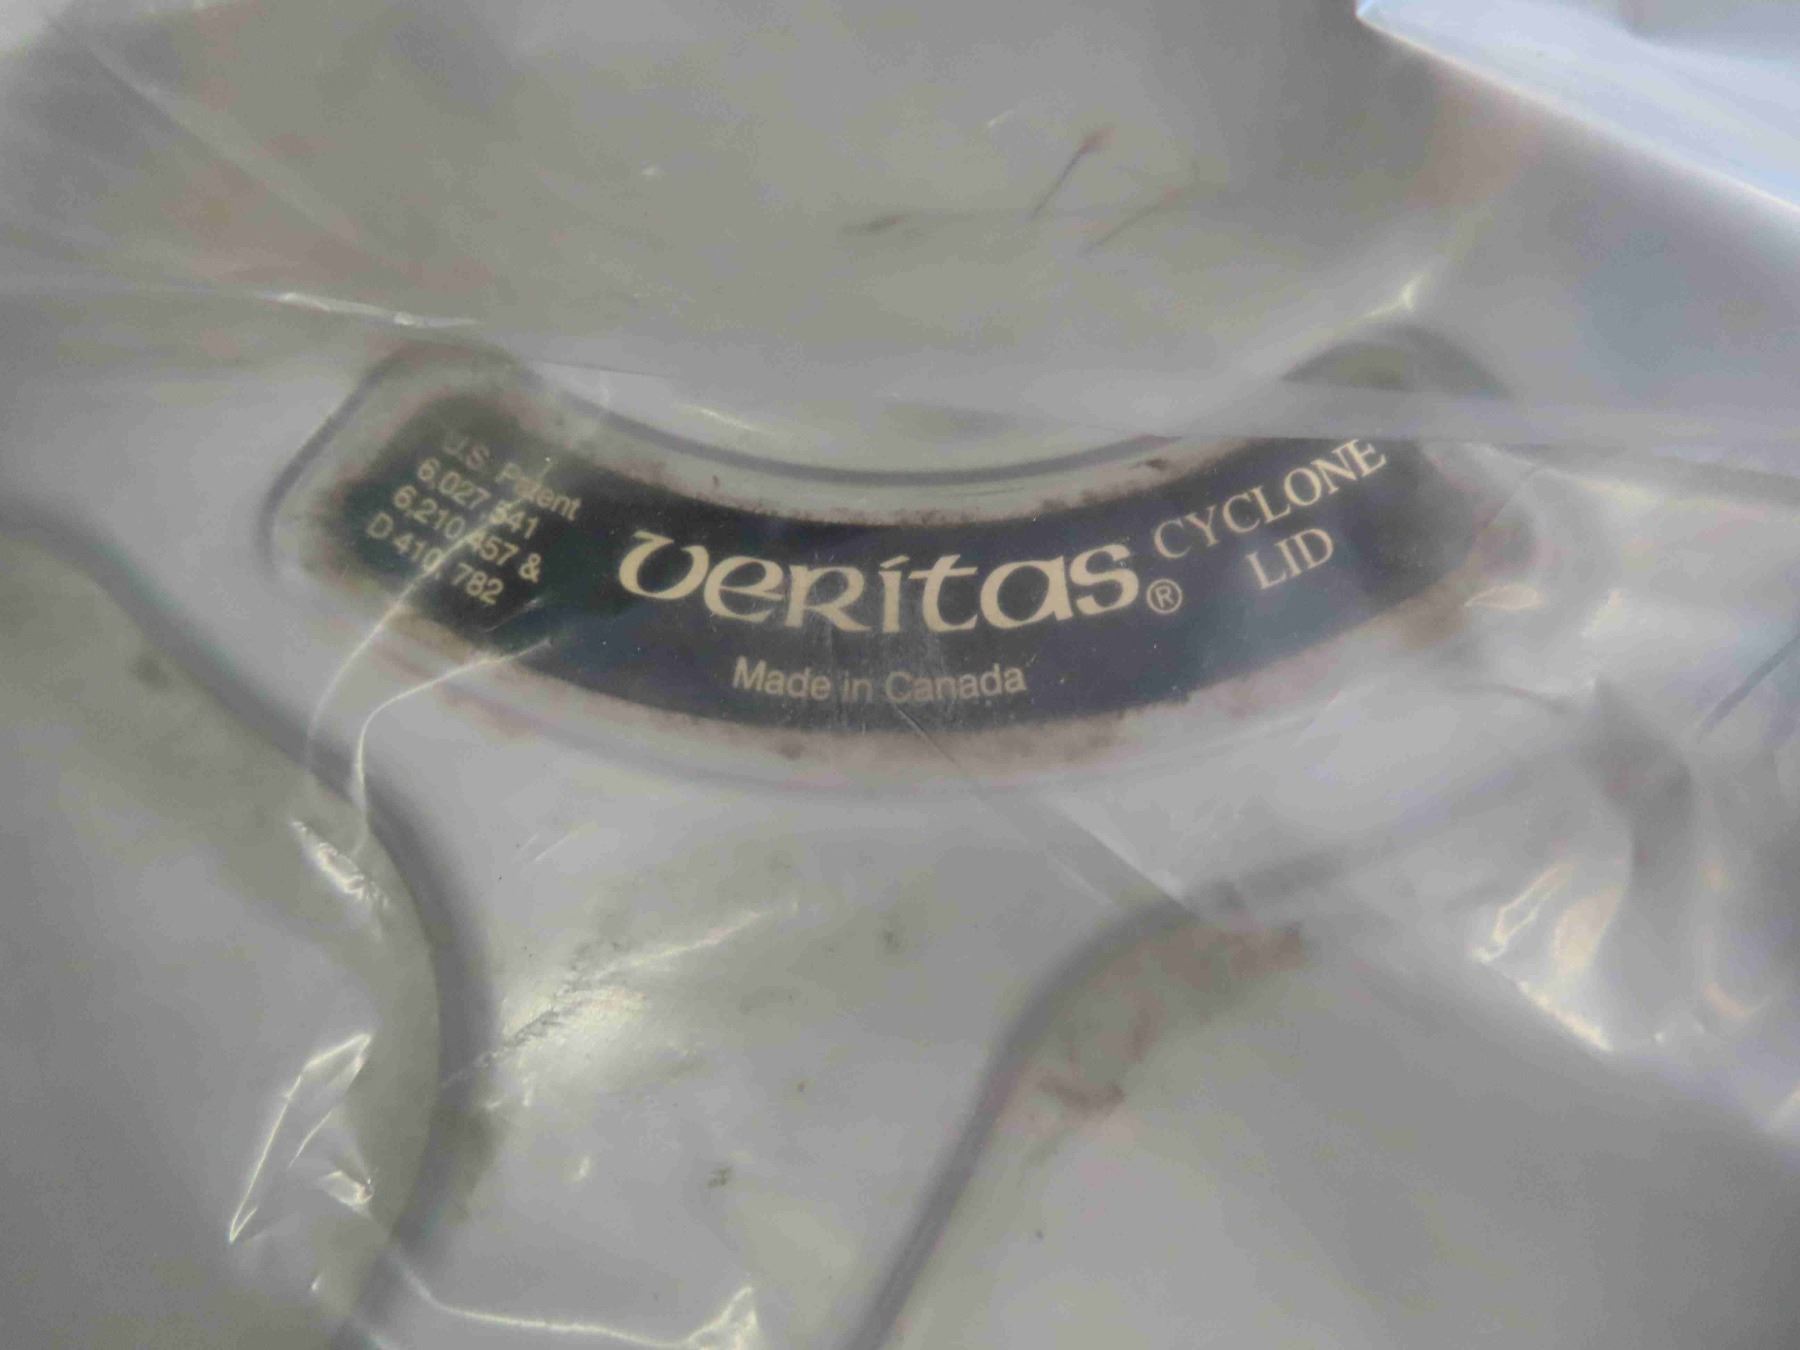 U.S. Patent
6,027,541
6,210,457 &
D 410, 782
veritas®
CYCLONE
LID
Made in Canada